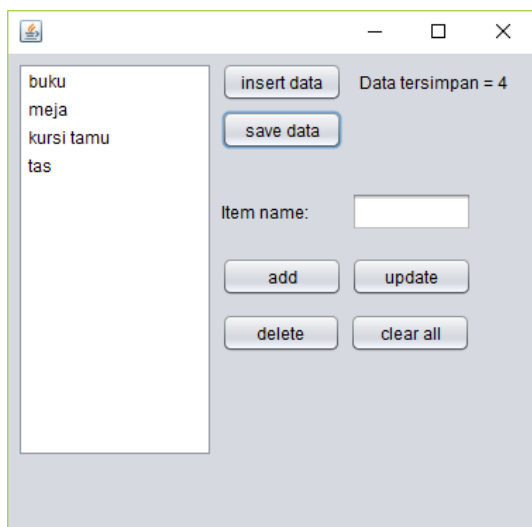 buku
meja
kursi tamu
tas
insert data
Data tersimpan = 4
save data
Item name:
add
update
delete
clear all